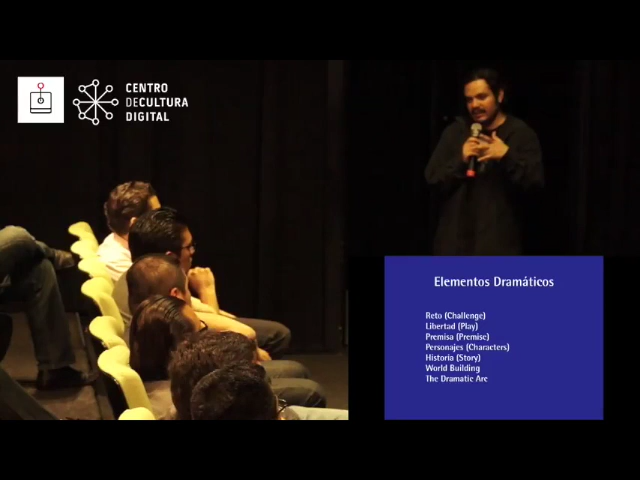 CENTRO
DECULTURA
DIGITAL
Elementos Dramáticos
Reto (Challenge)
Libertad (Play)
Premisa (Premise)
Personajes (Characters)
Historia (Story)
World Building
The Dramatic Arc